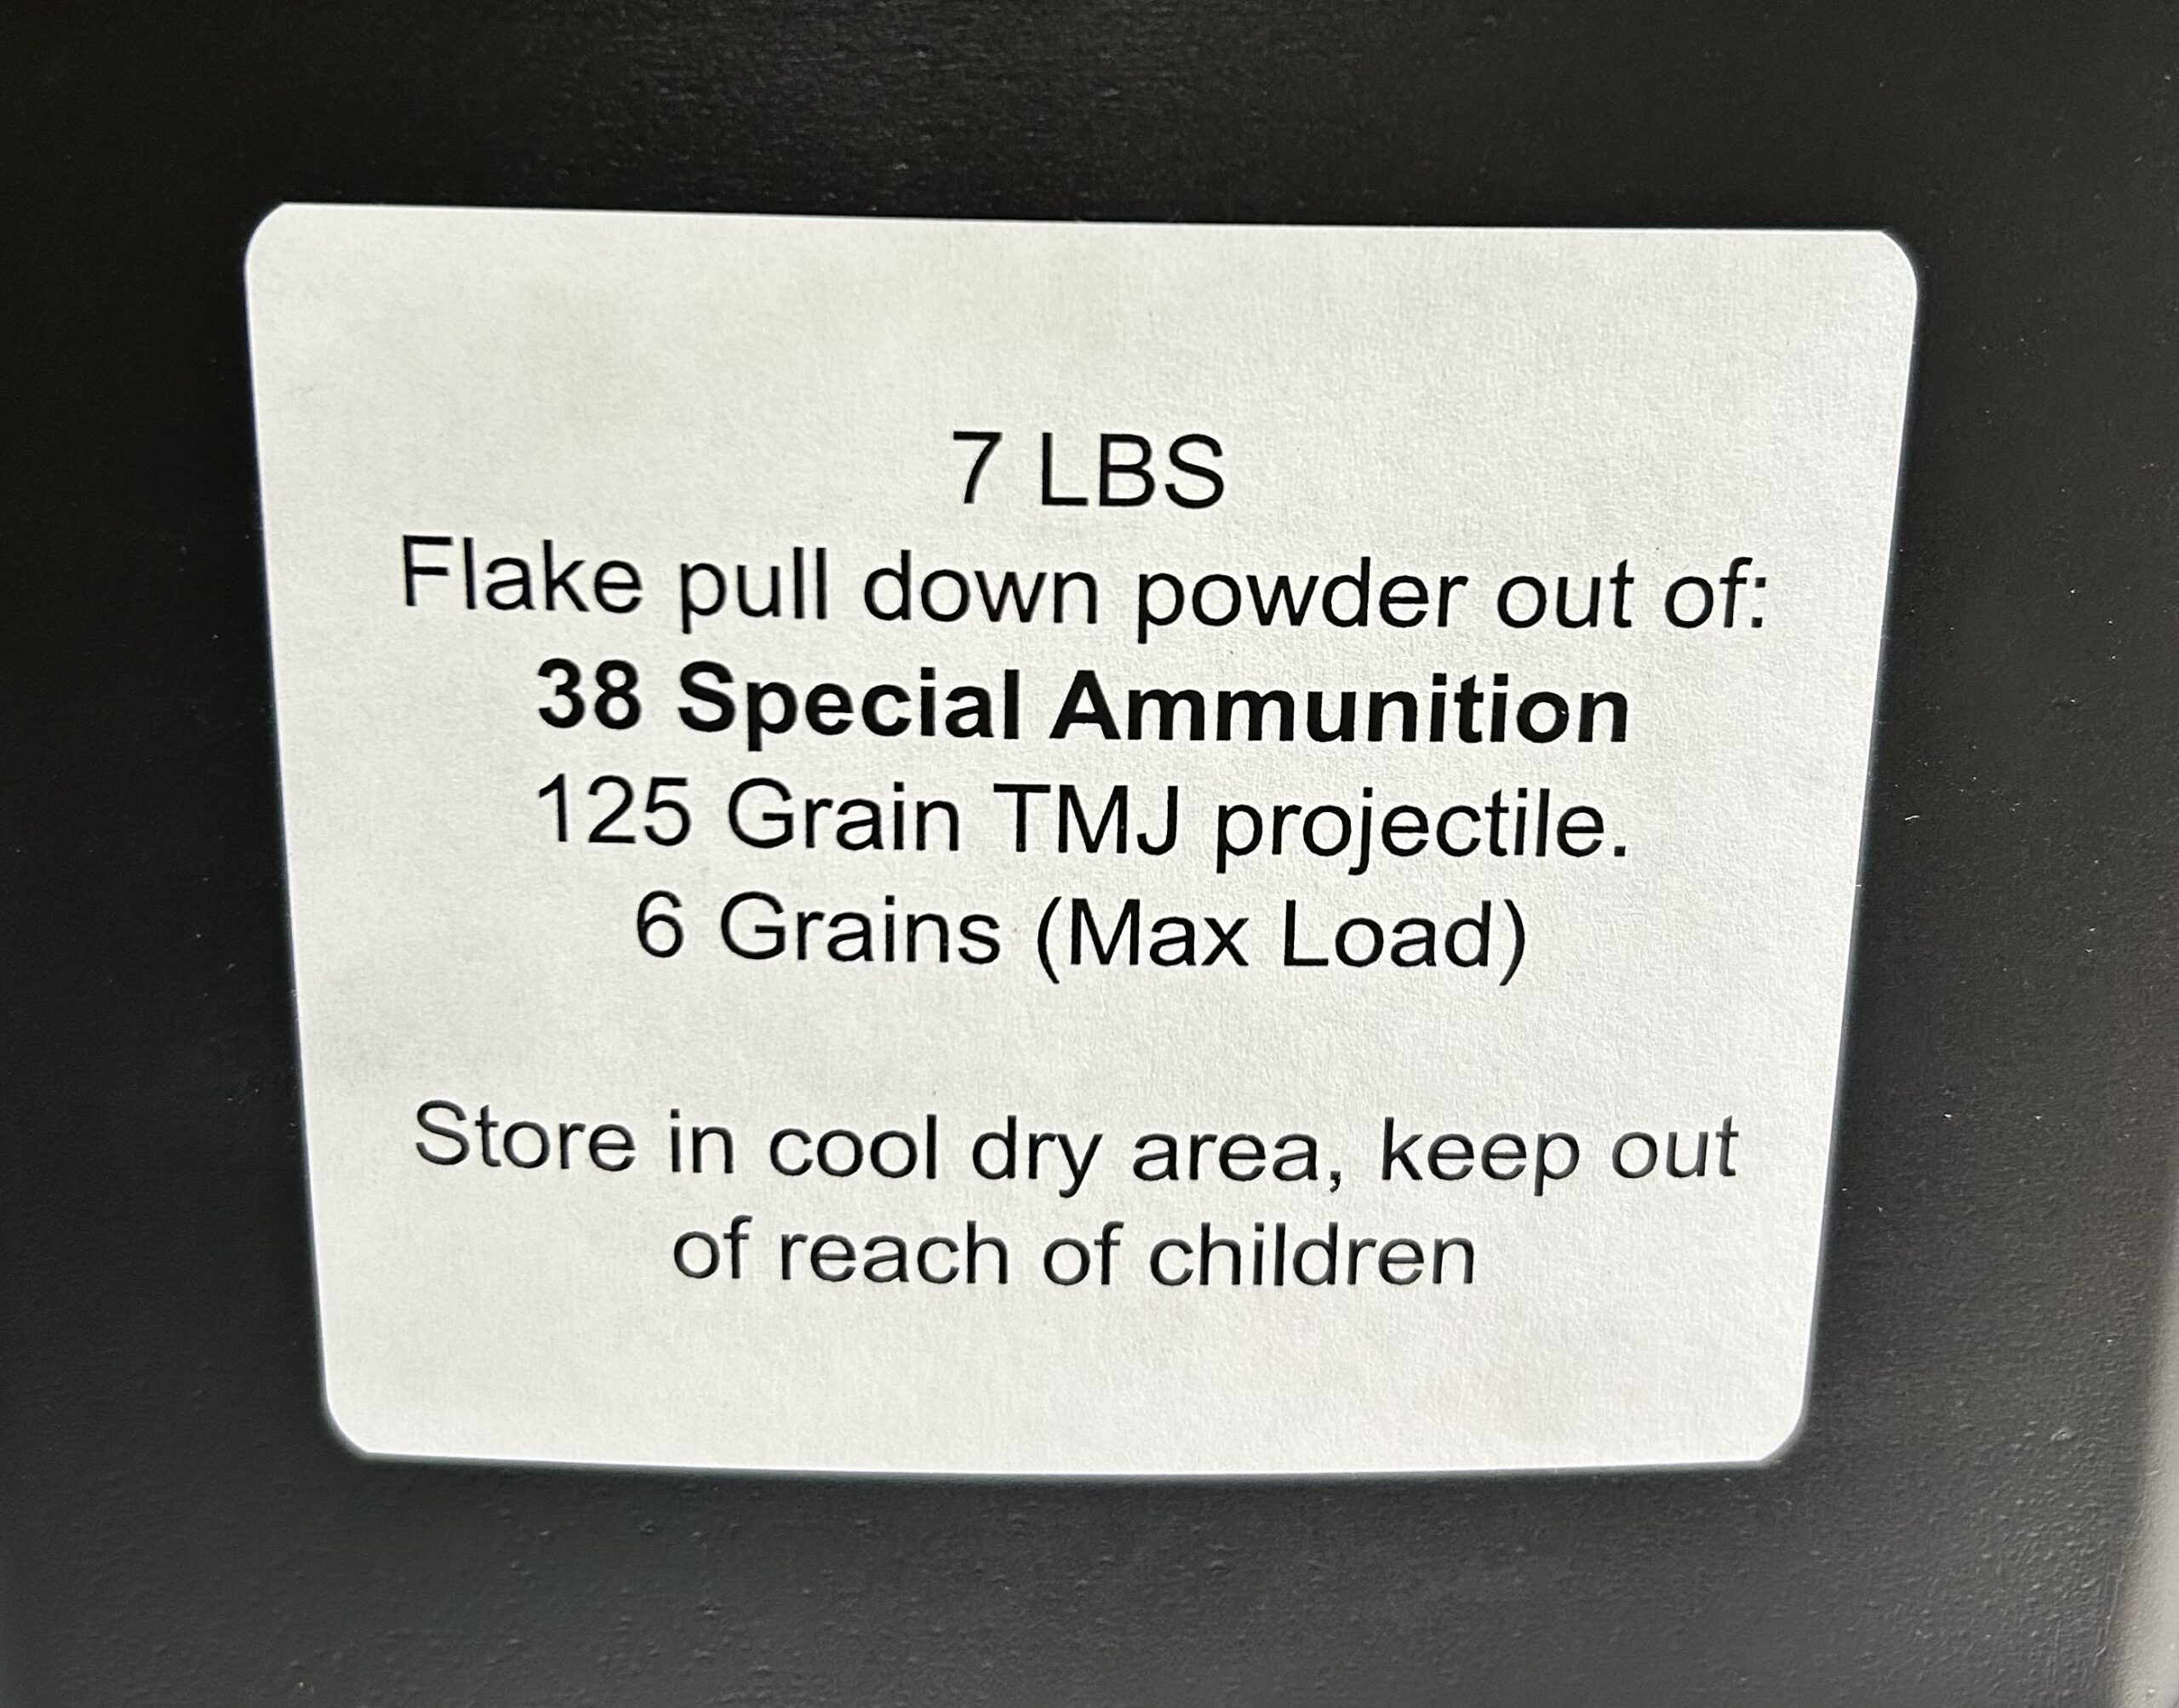 7 LBS
Flake pull down powder out of:
38 Special Ammunition
125 Grain TMJ projectile.
6 Grains (Max Load)
Store in cool dry area, keep out
of reach of children